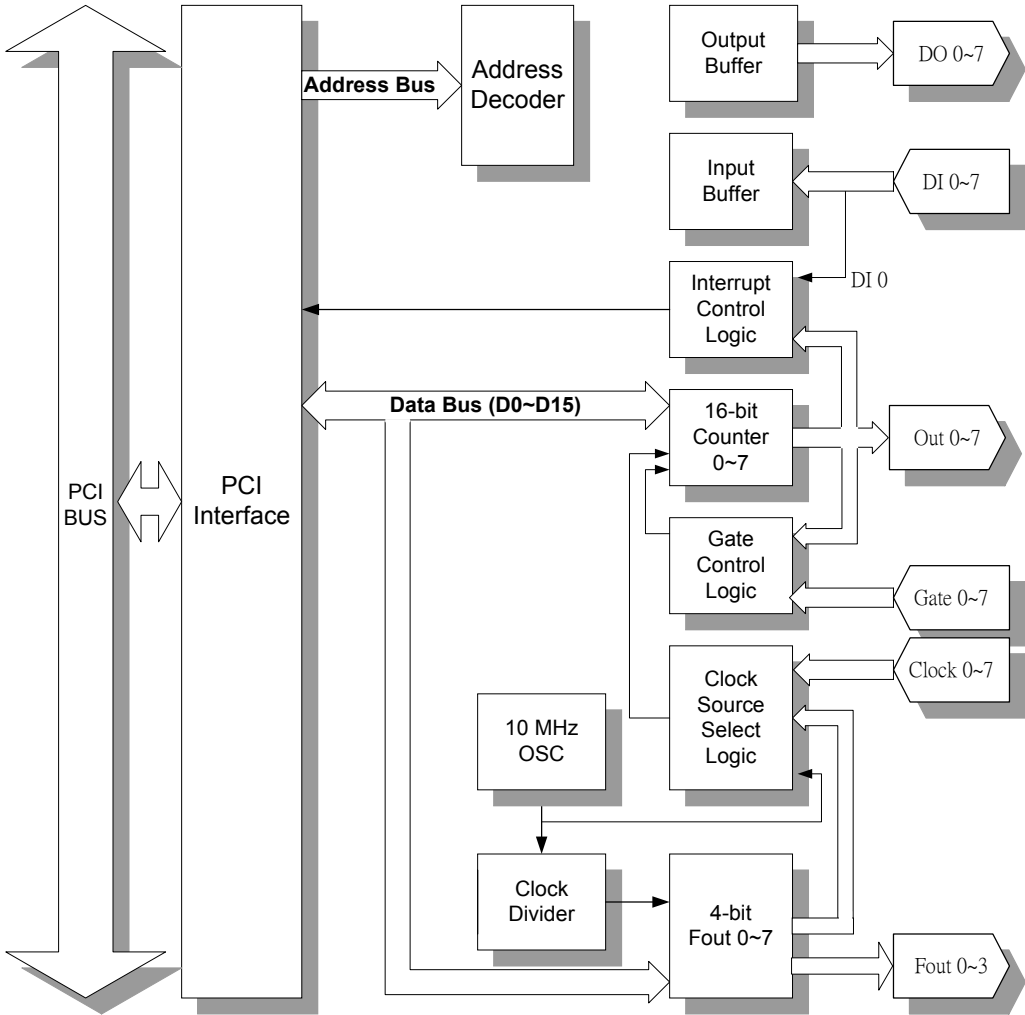 PCI
BUS
PCI
Interface
Address Bus
Address
Decoder
Output
Buffer
DO 0~7
Input
Buffer
DI 0~7
DI 0
Interrupt
Control
Logic
Data Bus (D0~D15)
16-bit
Counter
0~7
Out 0~7
Gate
Control
Logic
Gate 0~7
Clock 0~7
Clock
Source
Select
Logic
10 MHz
OSC
Clock
Divider
4-bit
Fout 0~7
Fout 0~3